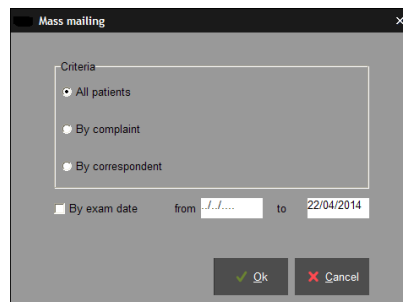 Mass mailing
Criteria
All patients
By complaint
By correspondent
By exam date from ../../.... to 22/04/2014
Ok Cancel